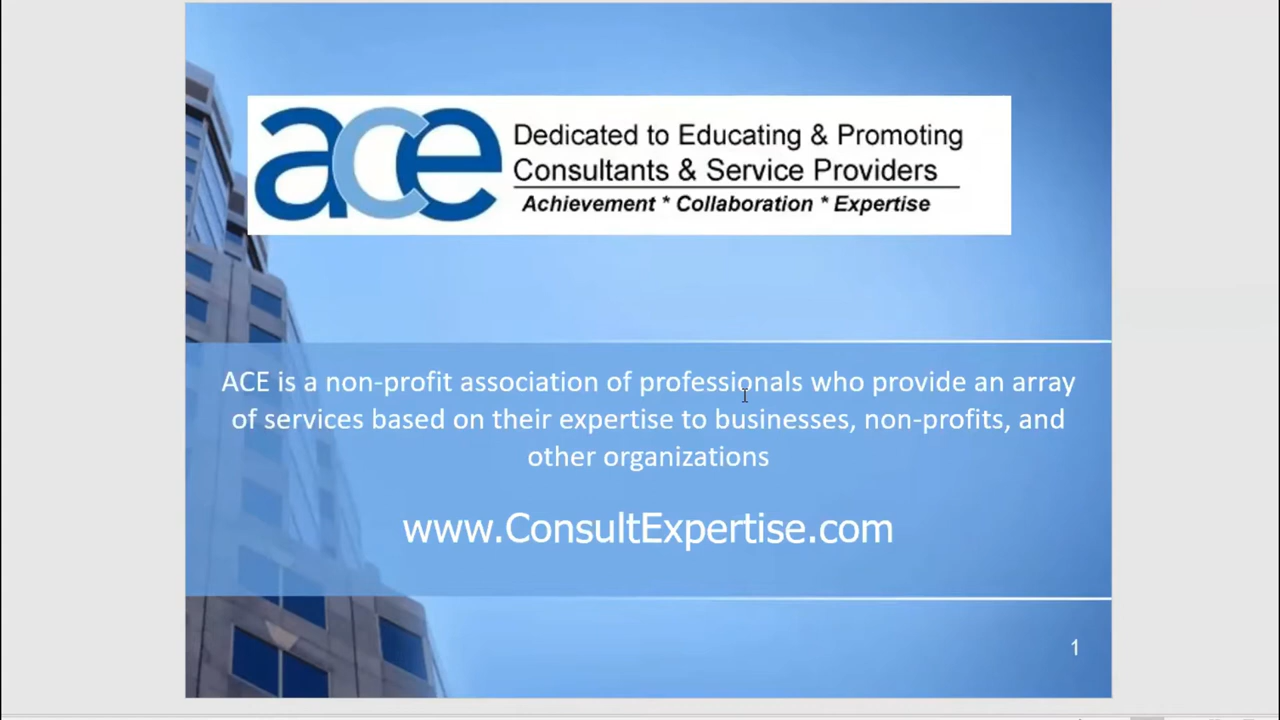 ace
Dedicated to Educating & Promoting
Consultants & Service Providers
Achievement * Collaboration * Expertise
ACE is a non-profit association of professionals who provide an array
of services based on their expertise to businesses, non-profits, and
other organizations
www.ConsultExpertise.com
1